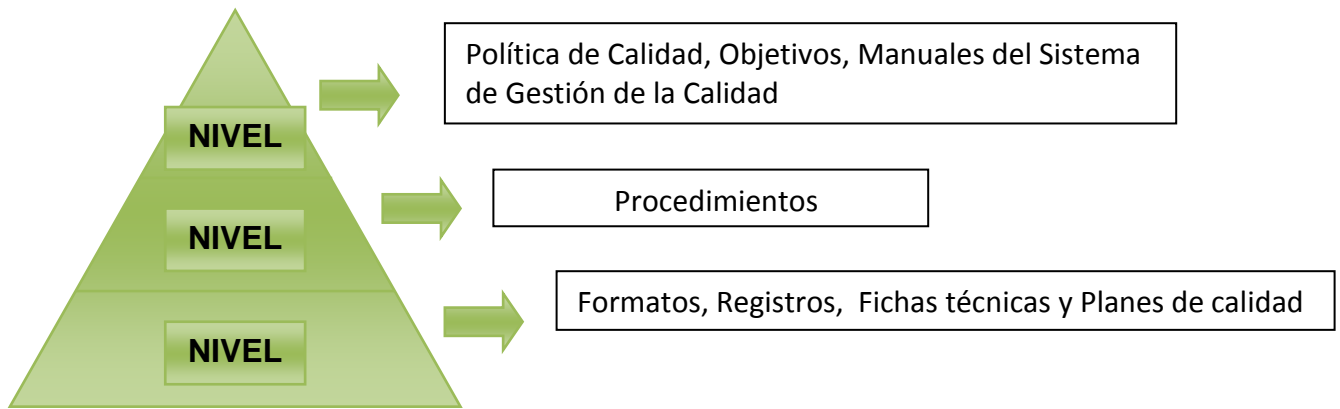 Política de Calidad, Objetivos, Manuales del Sistema
de Gestión de la Calidad
NIVEL
Procedimientos
NIVEL
Formatos, Registros, Fichas técnicas y Planes de calidad
NIVEL